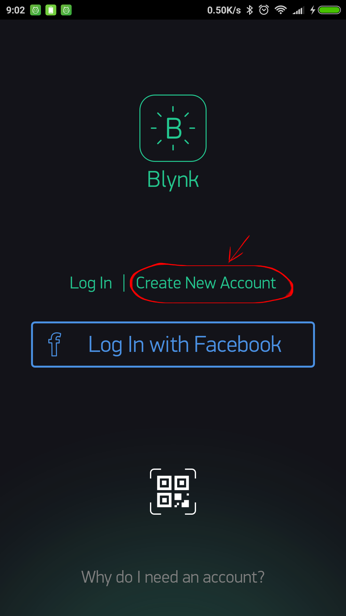 9:02 0.50K/s
B
Blynk
Log In | Create New Account
f Log In with Facebook
Why do I need an account?